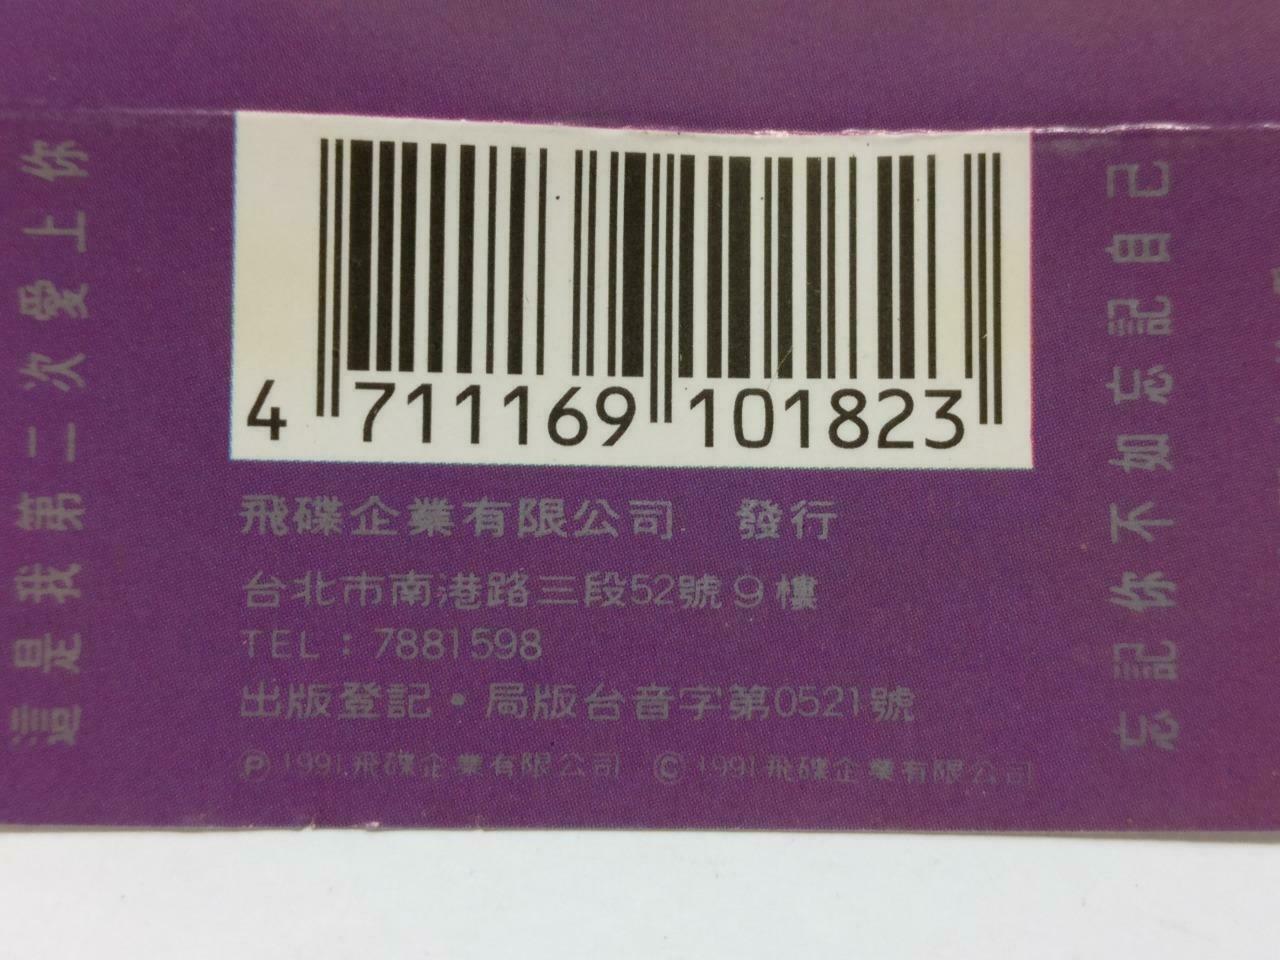 4 711169 101823
飛碟企業有限公司 發行
台北市南港路三段52號9樓
TEL：7881598
出版登記・局版台音字第0521號
Ⓟ1991.飛碟企業有限公司 Ⓒ1991飛碟企業有限公司
這是我第二次愛上你
忘記你不如忘記自己